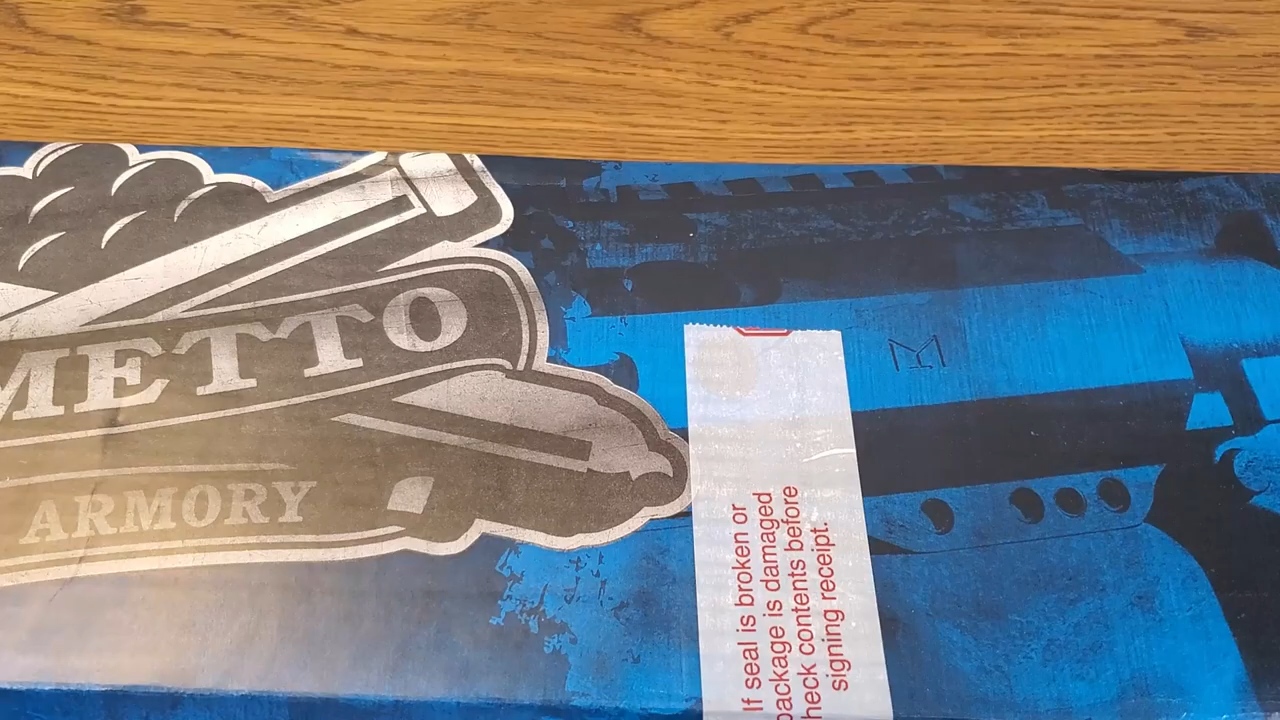 METTO
ARMORY
If seal is broken or
package is damaged
check contents before
signing receipt.